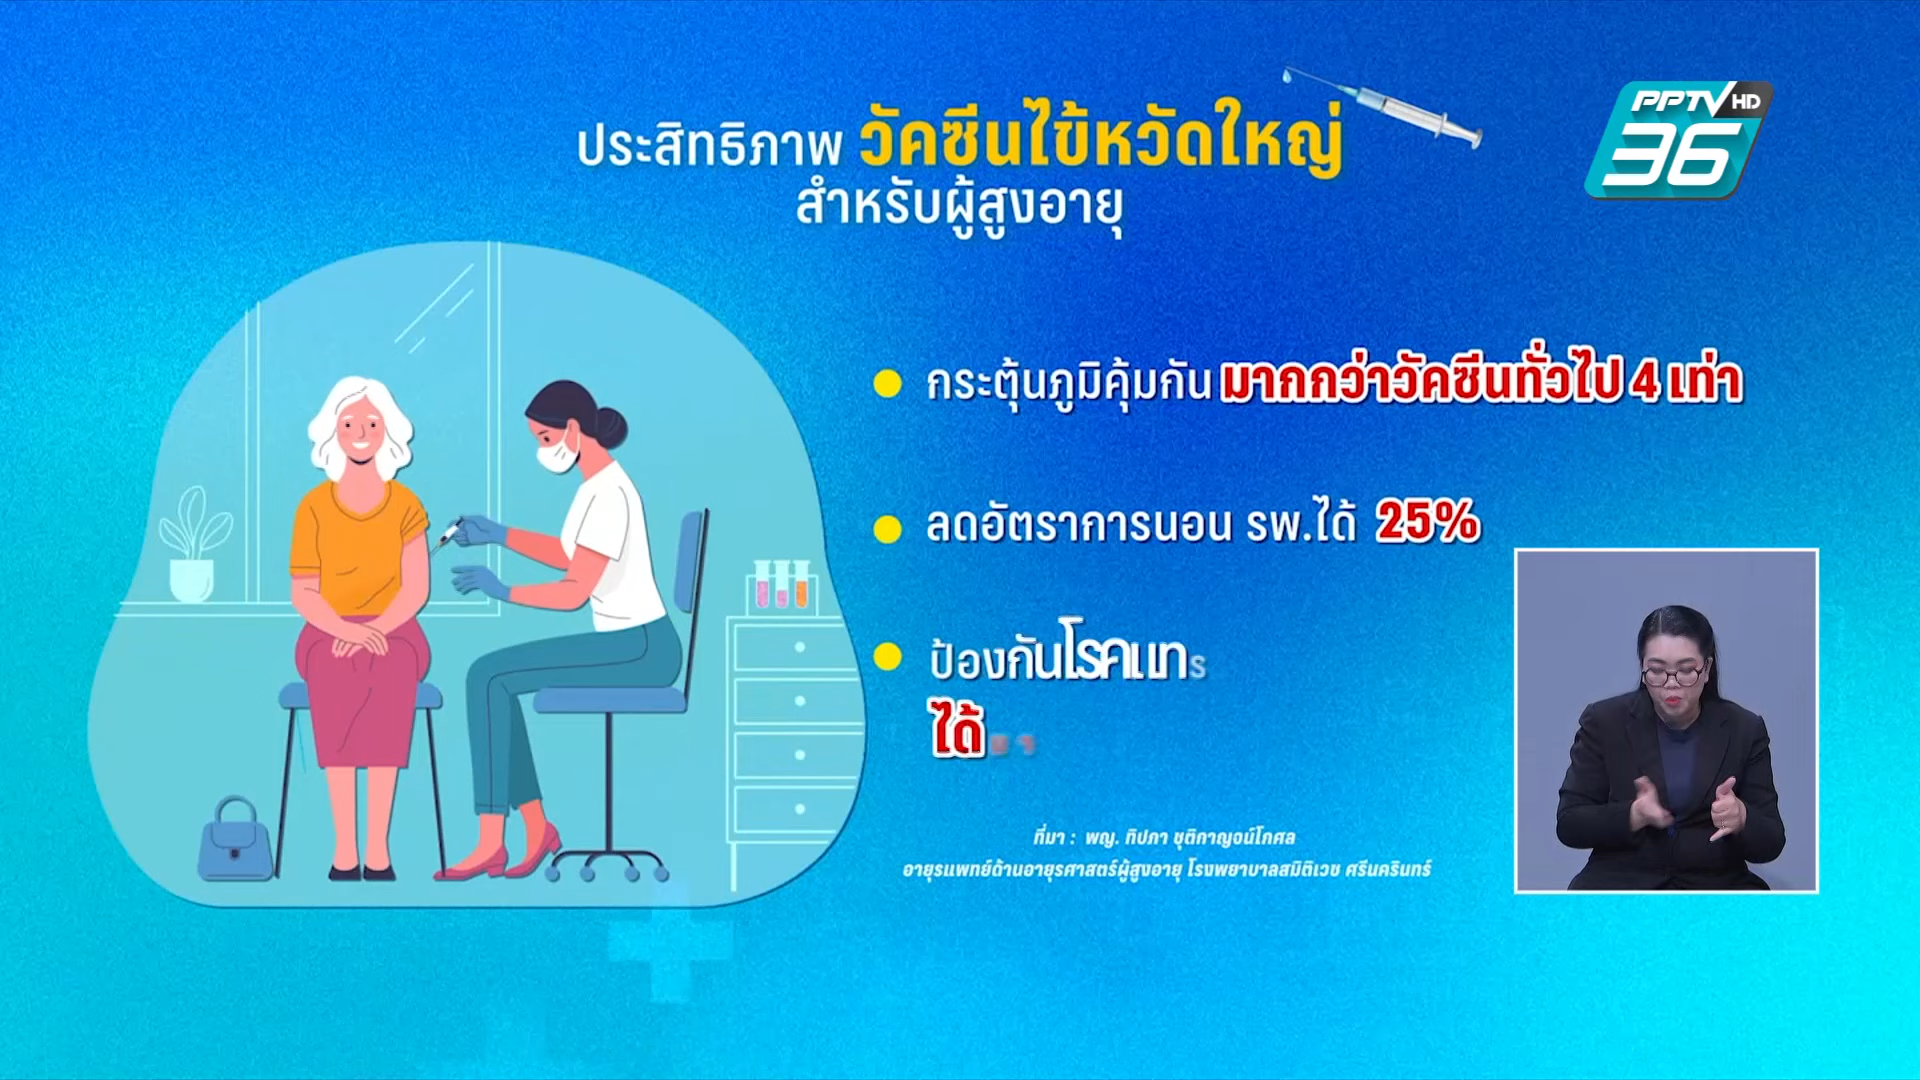 PPTV HD
36
ประสิทธิภาพ วัคซีนไข้หวัดใหญ่
สำหรับผู้สูงอายุ
กระตุ้นภูมิคุ้มกัน มากกว่าวัคซีนทั่วไป 4 เท่า
ลดอัตราการนอน รพ.ได้ 25%
ป้องกันโรคแทร
ได้
ที่มา : พญ. ทิปภา ชุติกาญจน์โกศล
อายุรแพทย์ด้านอายุรศาสตร์ผู้สูงอายุ โรงพยาบาลสมิติเวช ศรีนครินทร์